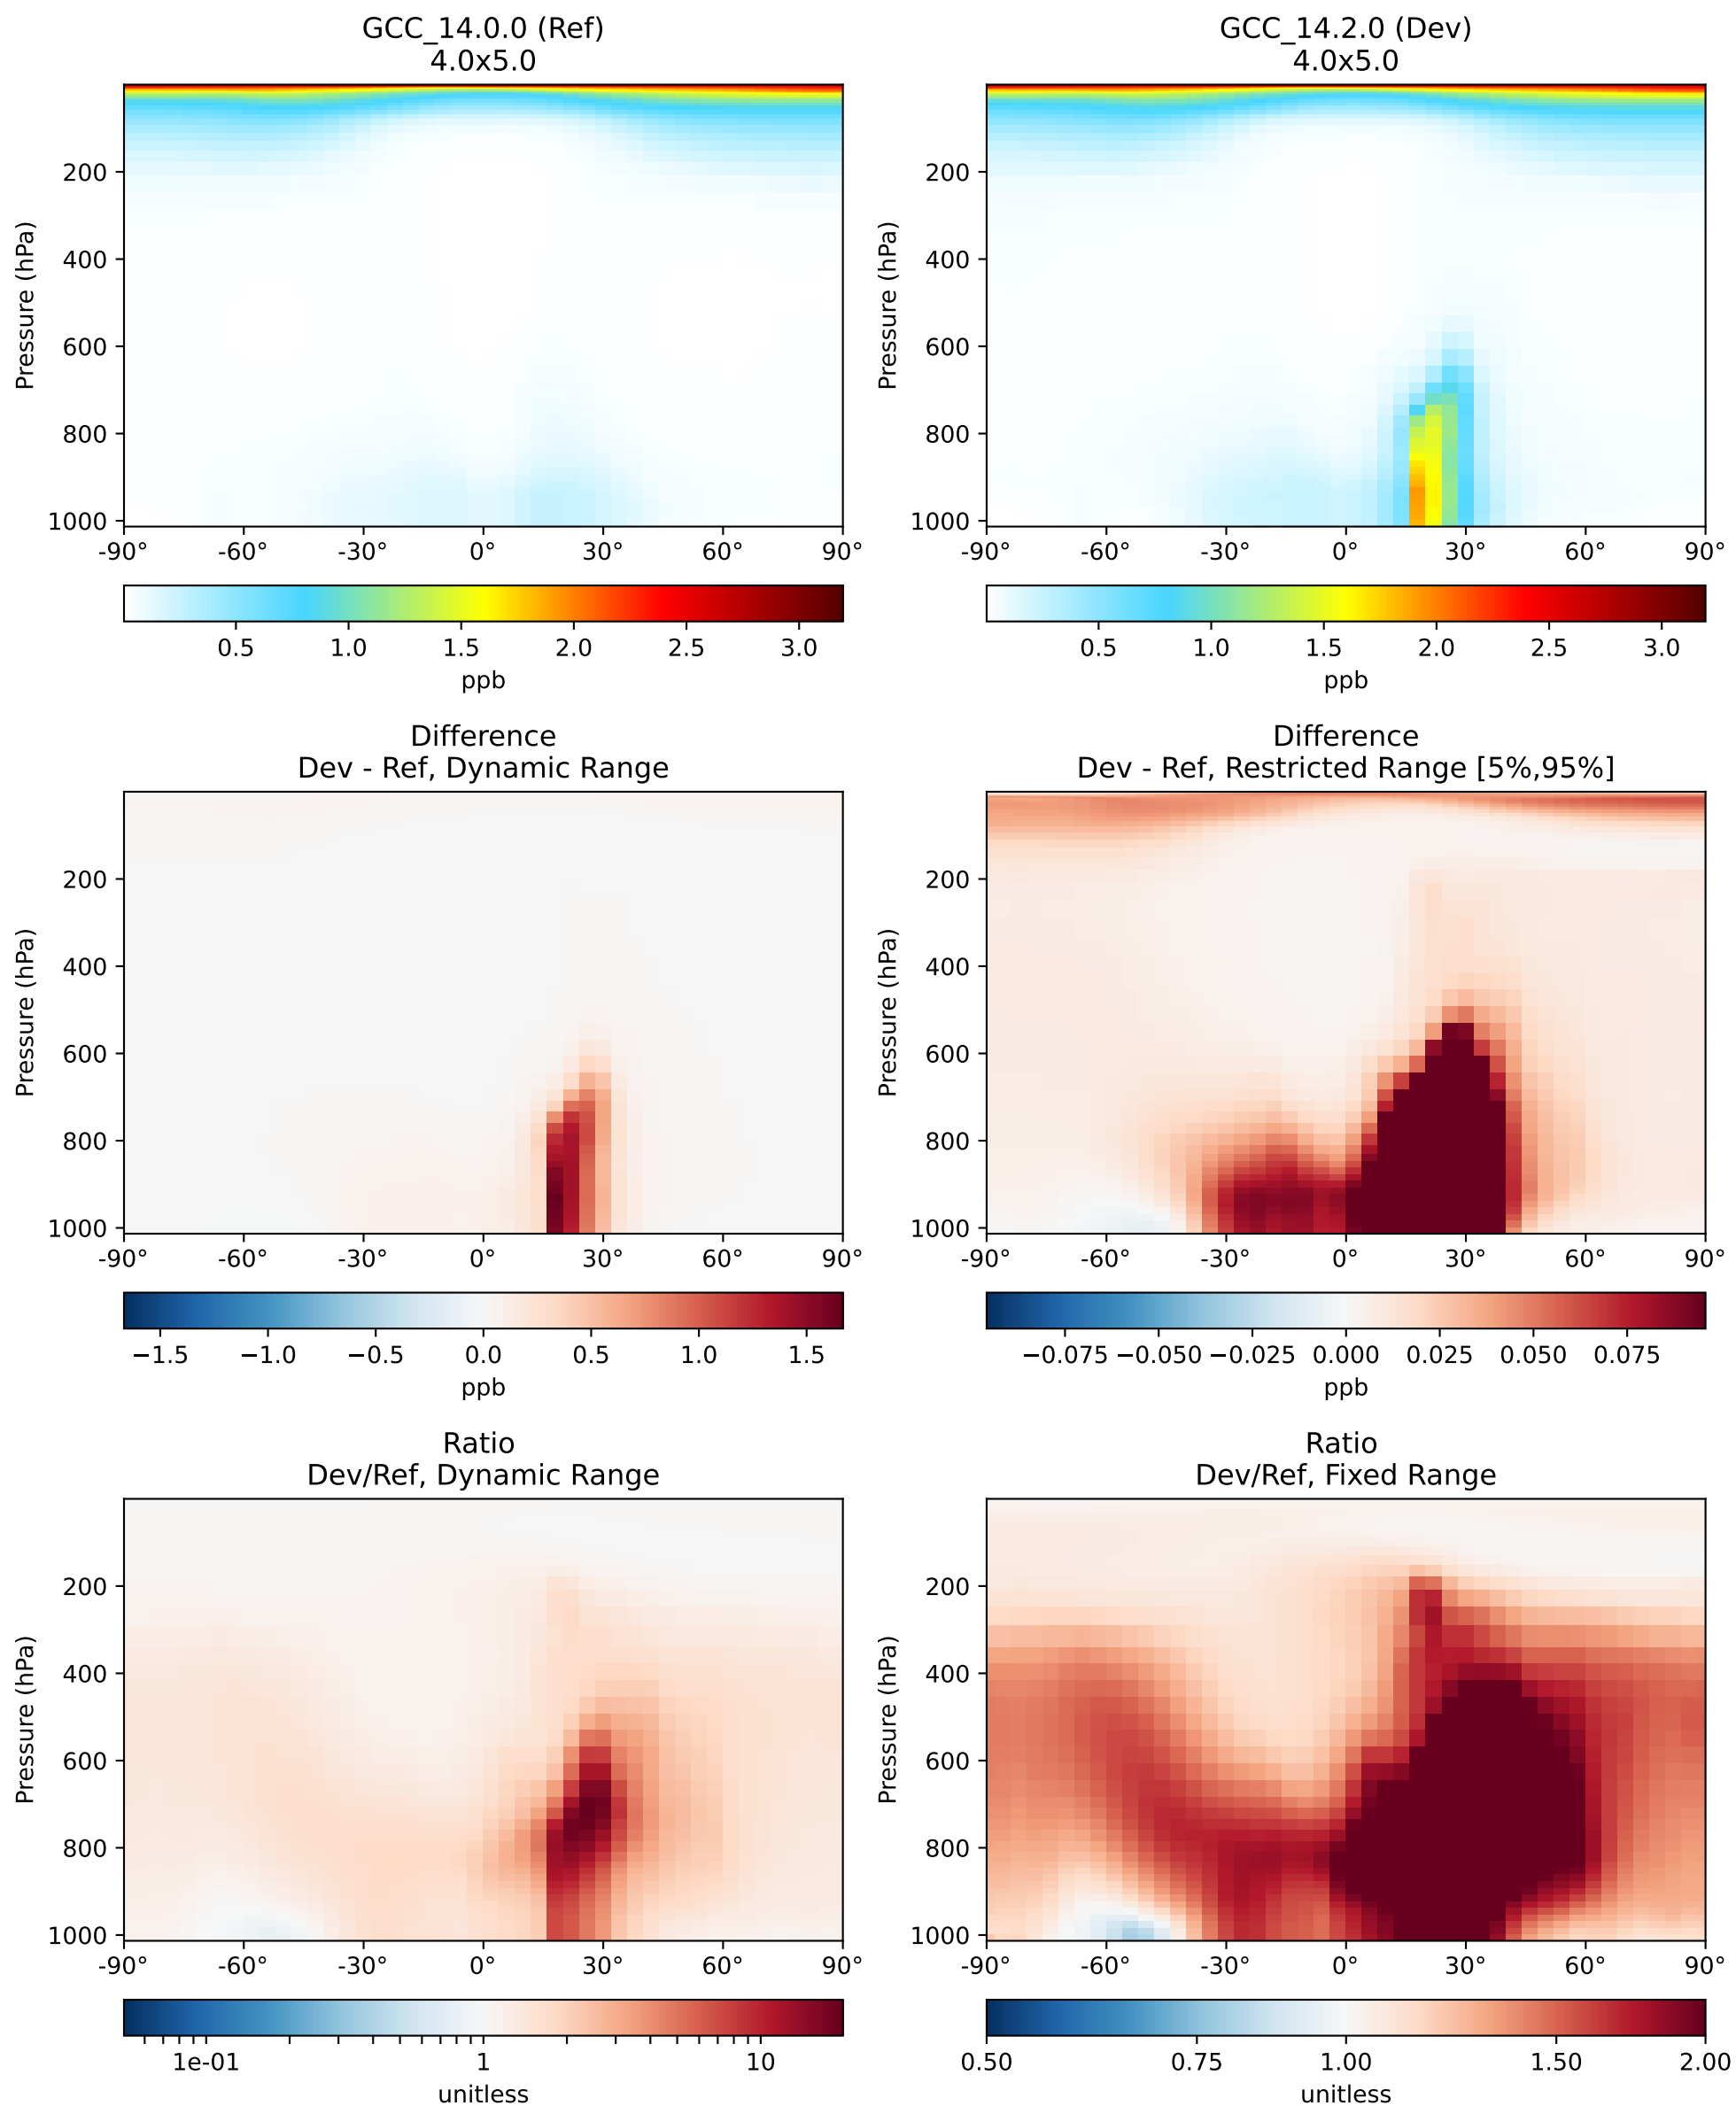 GCC_14.0.0 (Ref)
4.0x5.0
Pressure (hPa)
200
400
600
800
1000
-90° -60° -30° 0° 30° 60° 90°
0.5 1.0 1.5 2.0 2.5 3.0
ppb
GCC_14.2.0 (Dev)
4.0x5.0
Pressure (hPa)
200
400
600
800
1000
-90° -60° -30° 0° 30° 60° 90°
0.5 1.0 1.5 2.0 2.5 3.0
ppb
Difference
Dev - Ref, Dynamic Range
Pressure (hPa)
200
400
600
800
1000
-90° -60° -30° 0° 30° 60° 90°
−1.5 −1.0 −0.5 0.0 0.5 1.0 1.5
ppb
Difference
Dev - Ref, Restricted Range [5%,95%]
Pressure (hPa)
200
400
600
800
1000
-90° -60° -30° 0° 30° 60° 90°
−0.075 −0.050 −0.025 0.000 0.025 0.050 0.075
ppb
Ratio
Dev/Ref, Dynamic Range
Pressure (hPa)
200
400
600
800
1000
-90° -60° -30° 0° 30° 60° 90°
1e-01 1 10
unitless
Ratio
Dev/Ref, Fixed Range
Pressure (hPa)
200
400
600
800
1000
-90° -60° -30° 0° 30° 60° 90°
0.50 0.75 1.00 1.50 2.00
unitless